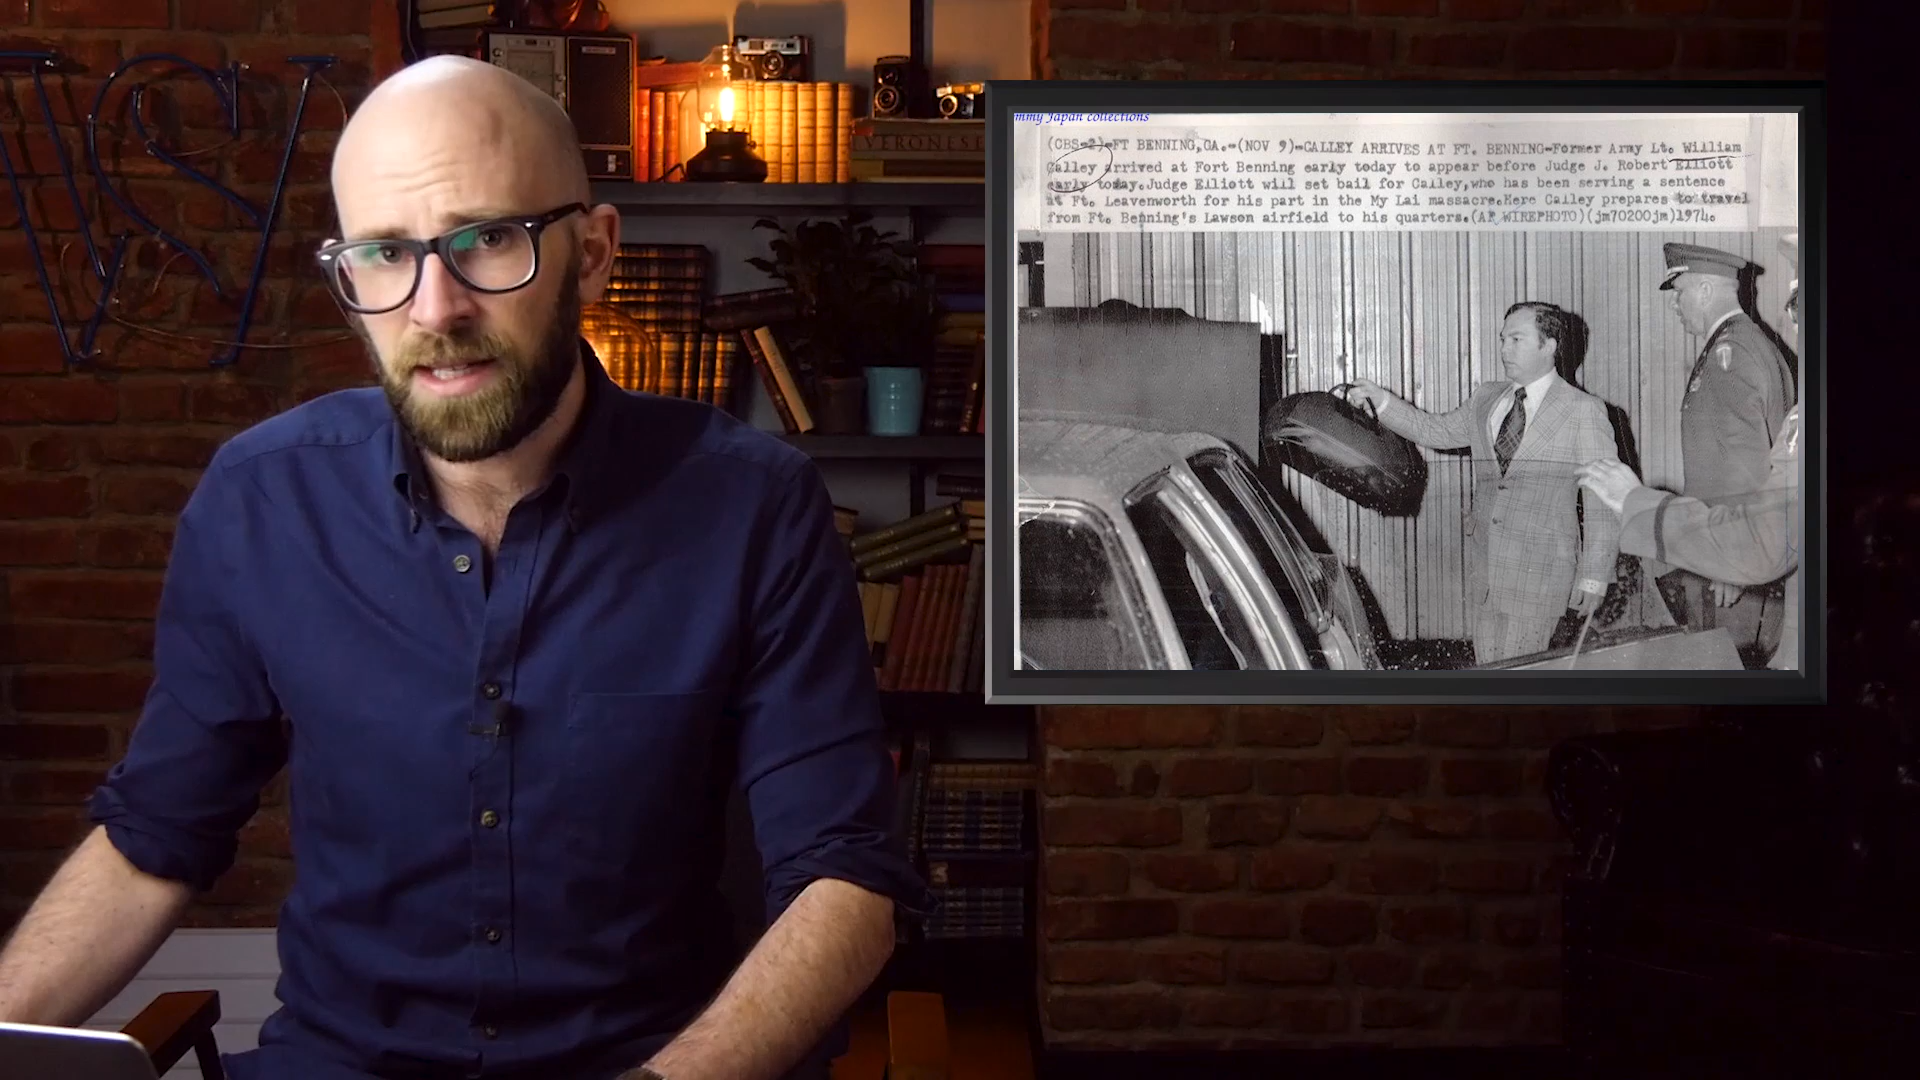 VS
VERONESE
mmy Japan collections
(CBS-2)-FT BENNING,GA.-(NOV 9)-CALLEY ARRIVES AT FT. BENNING-Former Army Lt. William
Calley arrived at Fort Benning early today to appear before Judge J. Robert Elliott
early today.Judge Elliott will set bail for Calley,who has been serving a sentence
at Ft. Leavenworth for his part in the My Lai massacre.Here Calley prepares to travel
from Ft. Benning's Lawson airfield to his quarters.(AP WIREPHOTO)(jm70200jm)1974.